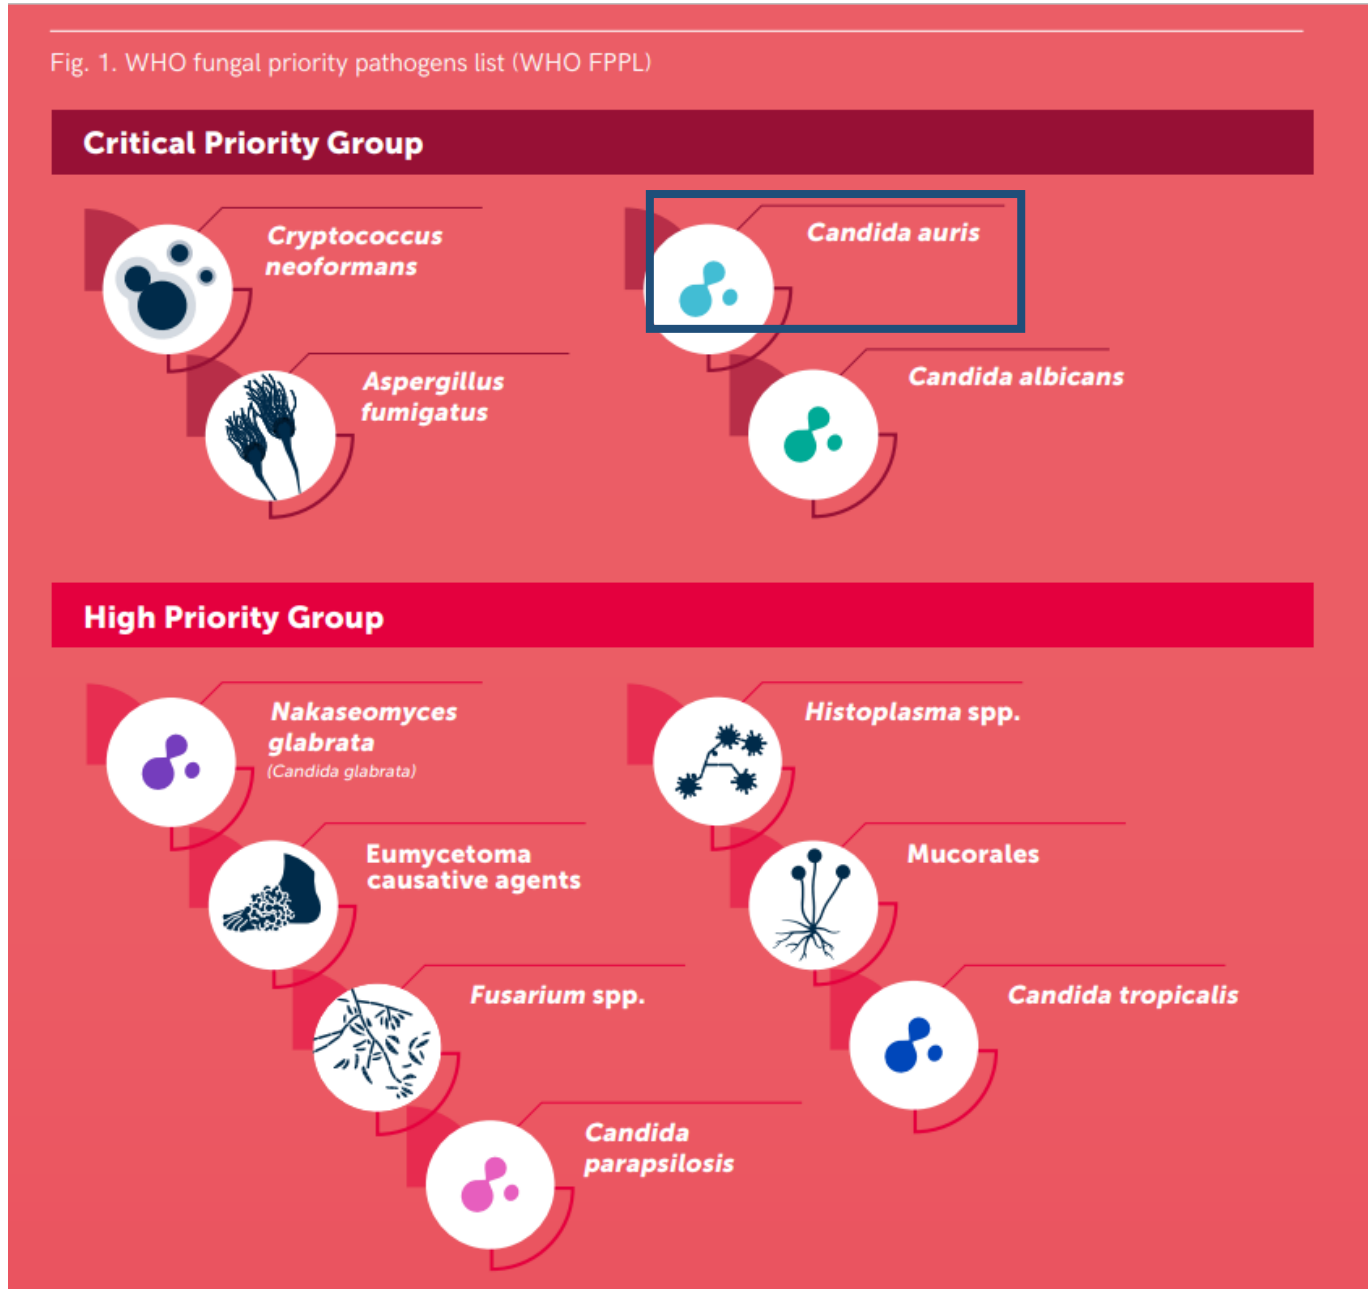 Fig. 1. WHO fungal priority pathogens list (WHO FPPL)
Critical Priority Group
Cryptococcus
neoformans
Candida auris
Aspergillus
fumigatus
Candida albicans
High Priority Group
Nakaseomyces
glabrata
(Candida glabrata)
Histoplasma spp.
Eumycetoma
causative agents
Mucorales
Fusarium spp.
Candida tropicalis
Candida
parapsilosis